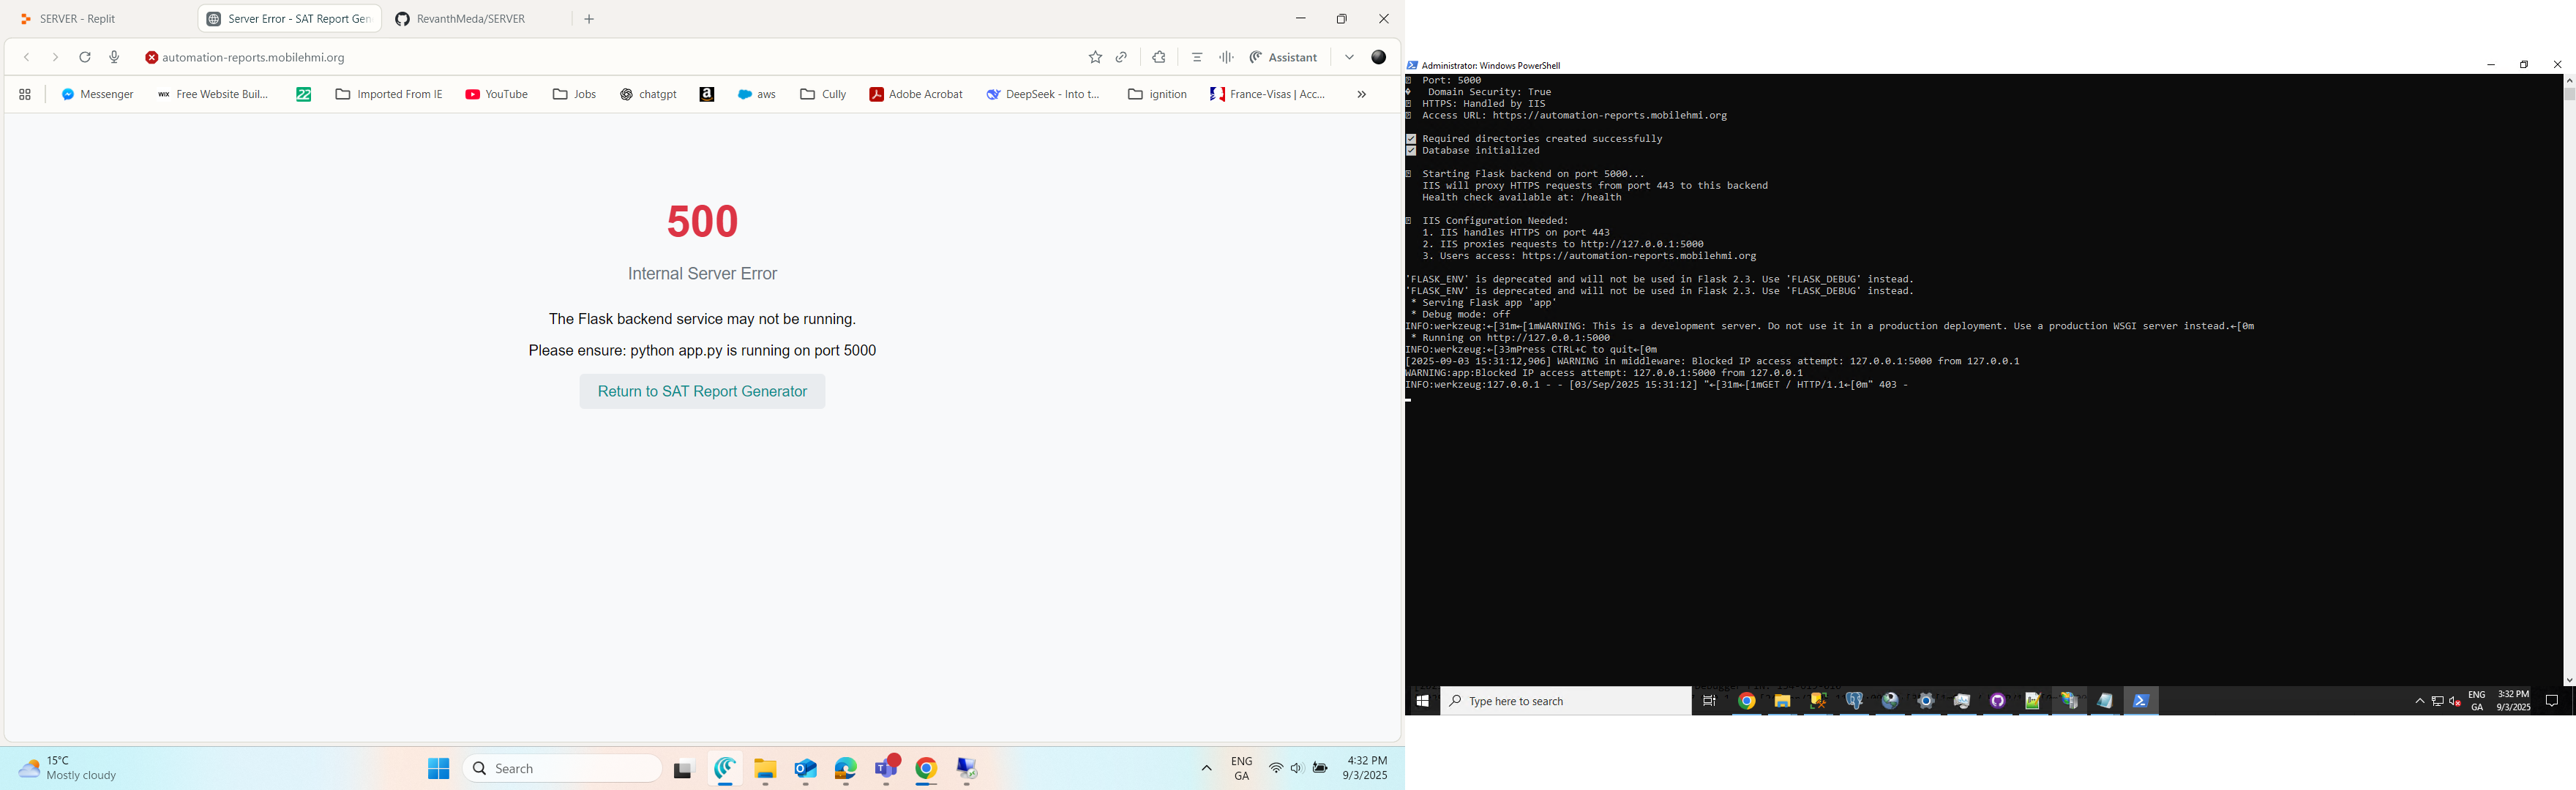 SERVER - Replit
Server Error - SAT Report Gen
RevanthMeda/SERVER
automation-reports.mobilehmi.org
Assistant
Messenger
WIX Free Website Buil...
22
Imported From IE
YouTube
Jobs
chatgpt
a
aws
Cully
Adobe Acrobat
DeepSeek - Into t...
ignition
France-Visas | Acc...
»
500
Internal Server Error
The Flask backend service may not be running.
Please ensure: python app.py is running on port 5000
Return to SAT Report Generator
15°C
Mostly cloudy
Search
ENG
GA
4:32 PM
9/3/2025
Administrator: Windows PowerShell
Port: 5000
Domain Security: True
HTTPS: Handled by IIS
Access URL: https://automation-reports.mobilehmi.org
Required directories created successfully
Database initialized
Starting Flask backend on port 5000...
IIS will proxy HTTPS requests from port 443 to this backend
Health check available at: /health
IIS Configuration Needed:
1. IIS handles HTTPS on port 443
2. IIS proxies requests to http://127.0.0.1:5000
3. Users access: https://automation-reports.mobilehmi.org
'FLASK_ENV' is deprecated and will not be used in Flask 2.3. Use 'FLASK_DEBUG' instead.
'FLASK_ENV' is deprecated and will not be used in Flask 2.3. Use 'FLASK_DEBUG' instead.
* Serving Flask app 'app'
* Debug mode: off
INFO:werkzeug:←[31m←[1mWARNING: This is a development server. Do not use it in a production deployment. Use a production WSGI server instead.←[0m
* Running on http://127.0.0.1:5000
INFO:werkzeug:←[33mPress CTRL+C to quit←[0m
[2025-09-03 15:31:12,906] WARNING in middleware: Blocked IP access attempt: 127.0.0.1:5000 from 127.0.0.1
WARNING:app:Blocked IP access attempt: 127.0.0.1:5000 from 127.0.0.1
INFO:werkzeug:127.0.0.1 - - [03/Sep/2025 15:31:12] "←[31m←[1mGET / HTTP/1.1←[0m" 403 -
Type here to search
ENG
GA
3:32 PM
9/3/2025